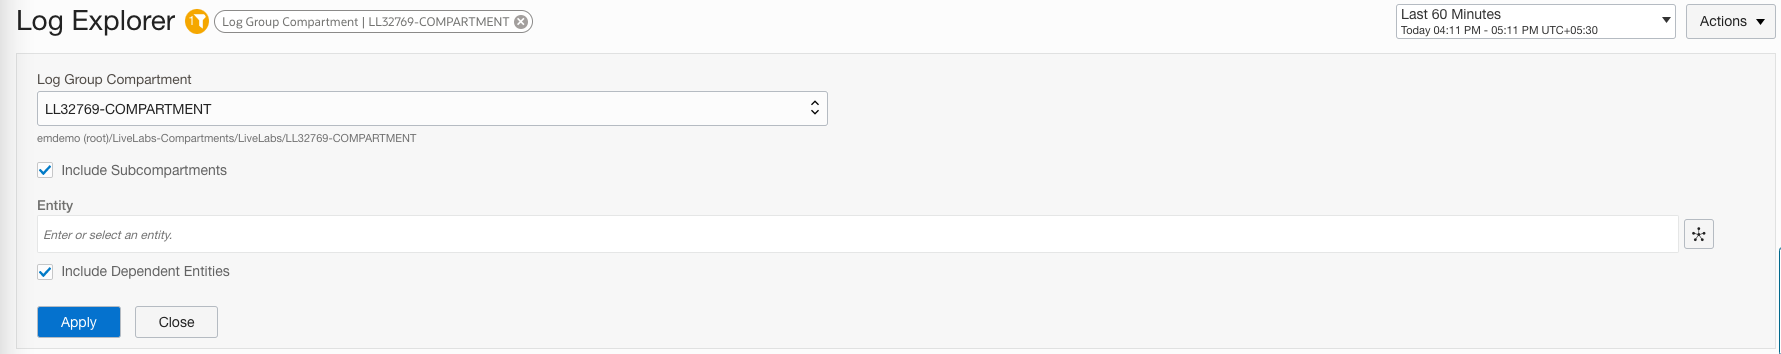 Log Explorer
1
Log Group Compartment | LL32769-COMPARTMENT
Last 60 Minutes
Today 04:11 PM - 05:11 PM UTC+05:30
Actions
Log Group Compartment
LL32769-COMPARTMENT
emdemo (root)/LiveLabs-Compartments/LiveLabs/LL32769-COMPARTMENT
Include Subcompartments
Entity
Enter or select an entity.
Include Dependent Entities
Apply
Close